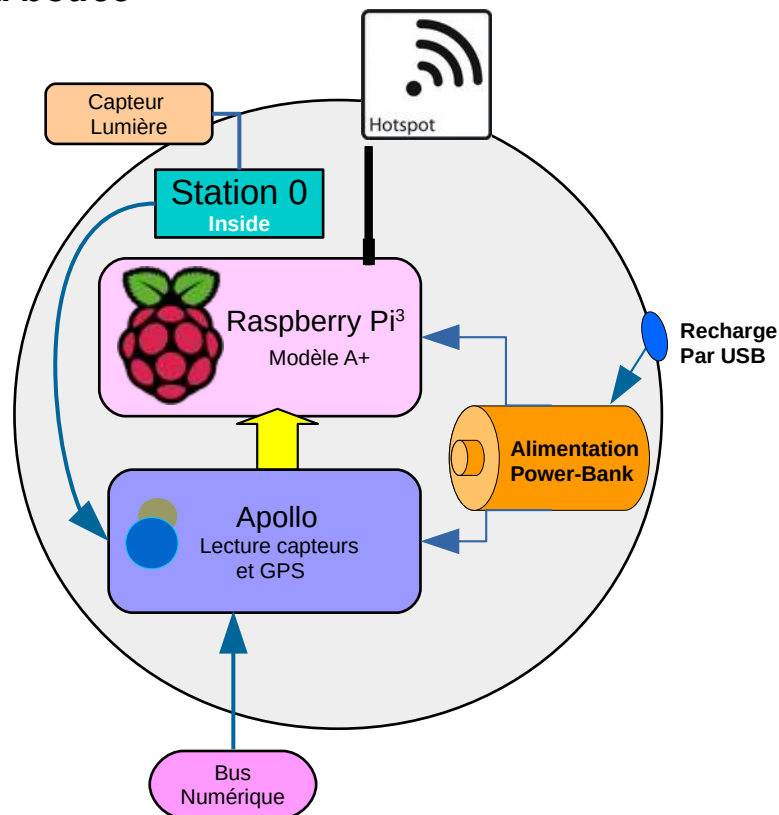 Hotspot
Capteur
Lumière
Station 0
Inside
Raspberry Pi³
Modèle A+
Recharge
Par USB
Alimentation
Power-Bank
Apollo
Lecture capteurs
et GPS
Bus
Numérique